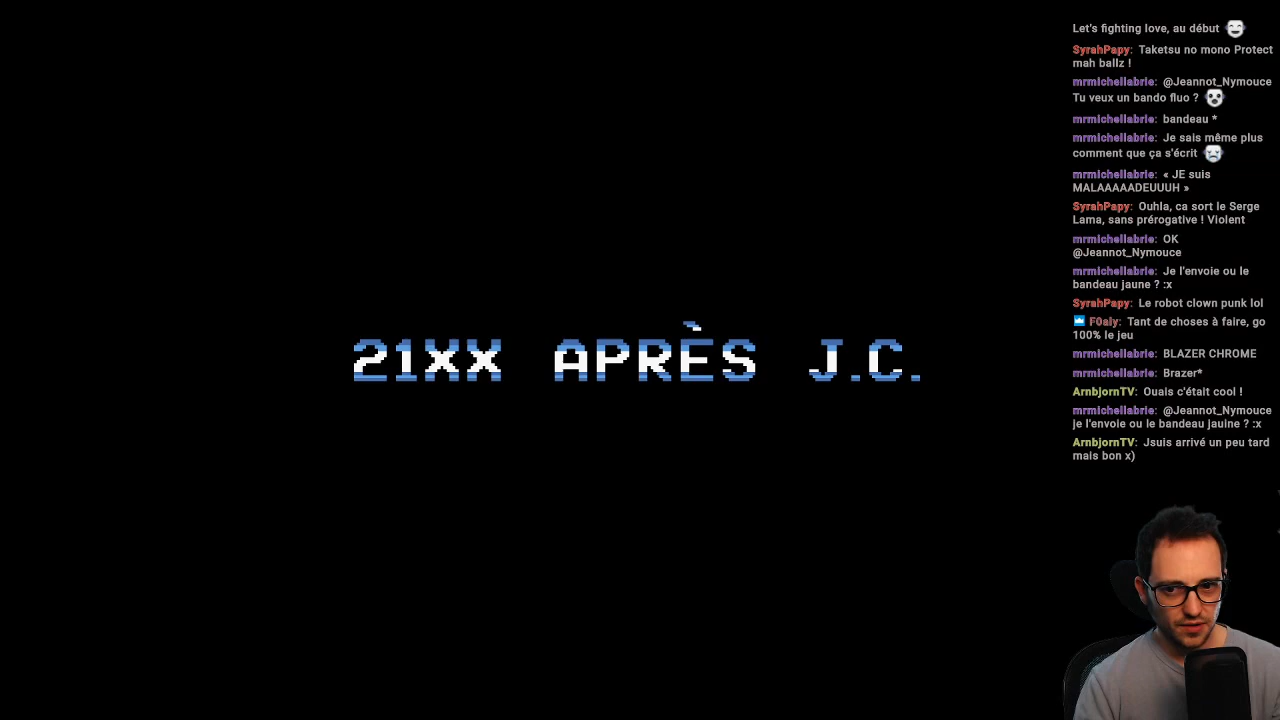 Let's fighting love, au début
SyrahPapy: Taketsu no mono Protect
mah ballz !
mrmichellabrie: @Jeannot_Nymouce
Tu veux un bando fluo ?
mrmichellabrie: bandeau *
mrmichellabrie: Je sais même plus
comment que ça s'écrit
mrmichellabrie: « JE suis
MALAAAAADEUUUH »
SyrahPapy: Ouhla, ca sort le Serge
Lama, sans prérogative ! Violent
mrmichellabrie: OK
@Jeannot_Nymouce
mrmichellabrie: Je l'envoie ou le
bandeau jaune ? :x
SyrahPapy: Le robot clown punk lol
F0aly: Tant de choses à faire, go
100% le jeu
mrmichellabrie: BLAZER CHROME
mrmichellabrie: Brazer*
ArnbjornTV: Ouais c'était cool !
mrmichellabrie: @Jeannot_Nymouce
je l'envoie ou le bandeau jauine ? :x
ArnbjornTV: Jsuis arrivé un peu tard
mais bon x)
21XX APRÈS J.C.